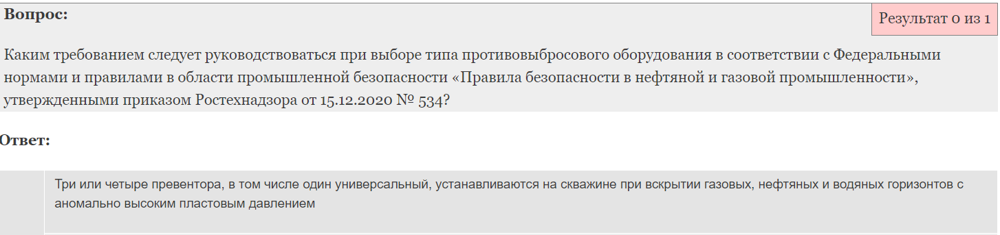 Вопрос:
Результат 0 из 1
Каким требованием следует руководствоваться при выборе типа противовыбросового оборудования в соответствии с Федеральными
нормами и правилами в области промышленной безопасности «Правила безопасности в нефтяной и газовой промышленности»,
утвержденными приказом Ростехнадзора от 15.12.2020 № 534?
Ответ:
Три или четыре превентора, в том числе один универсальный, устанавливаются на скважине при вскрытии газовых, нефтяных и водяных горизонтов с
аномально высоким пластовым давлением